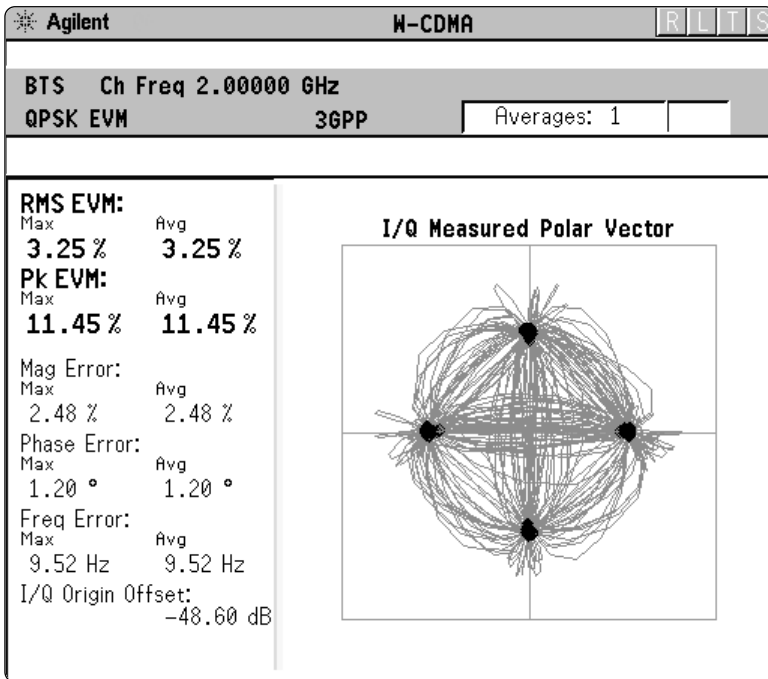 Agilent W-CDMA R L T S
BTS Ch Freq 2.00000 GHz
QPSK EVM 3GPP Averages: 1
RMS EVM:
Max Avg
3.25 % 3.25 %
Pk EVM:
Max Avg
11.45 % 11.45 %
Mag Error:
Max Avg
2.48 % 2.48 %
Phase Error:
Max Avg
1.20 ° 1.20 °
Freq Error:
Max Avg
9.52 Hz 9.52 Hz
I/Q Origin Offset:
-48.60 dB
I/Q Measured Polar Vector